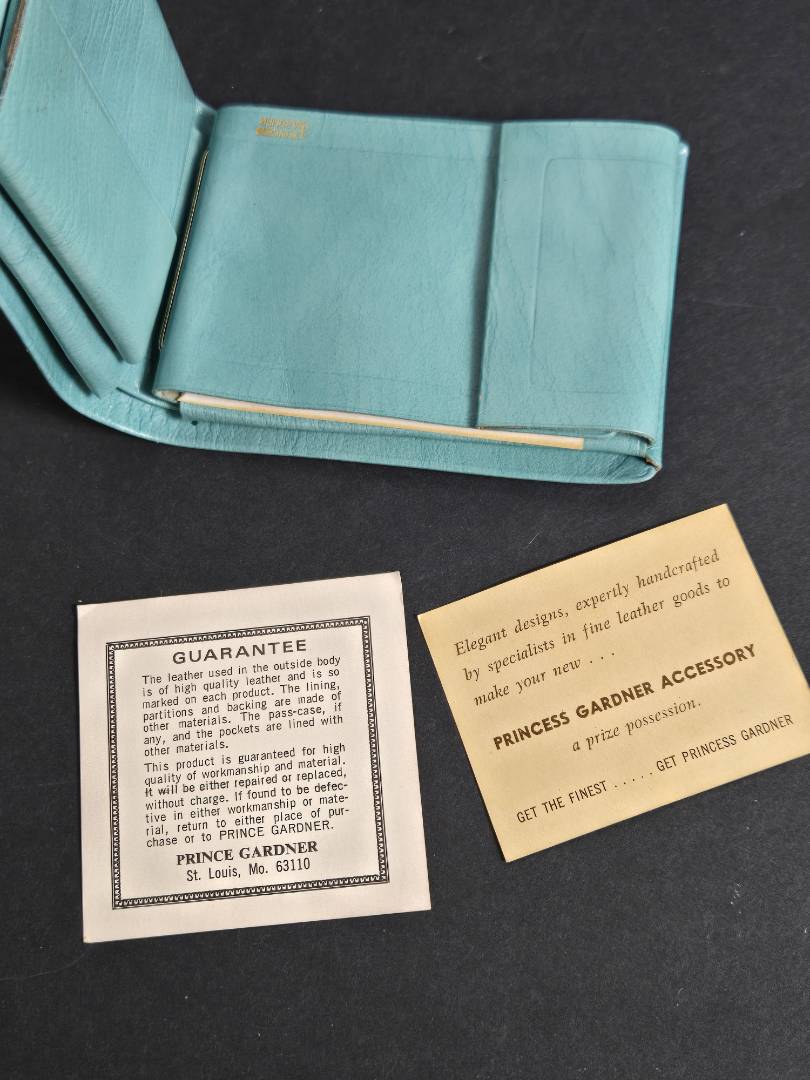 GUARANTEE
The leather used in the outside body
is of high quality leather and is so
marked on each product. The lining,
partitions and backing are made of
other materials. The pass-case, if
any, and the pockets are lined with
other materials.
This product is guaranteed for high
quality of workmanship and material.
It will be either repaired or replaced,
without charge. If found to be defec-
tive in either workmanship or mate-
rial, return to either place of pur-
chase or to PRINCE GARDNER.
PRINCE GARDNER
St. Louis, Mo. 63110
Elegant designs, expertly handcrafted
by specialists in fine leather goods to
make your new . . .
PRINCESS GARDNER ACCESSORY
a prize possession.
GET THE FINEST . . . . . GET PRINCESS GARDNER